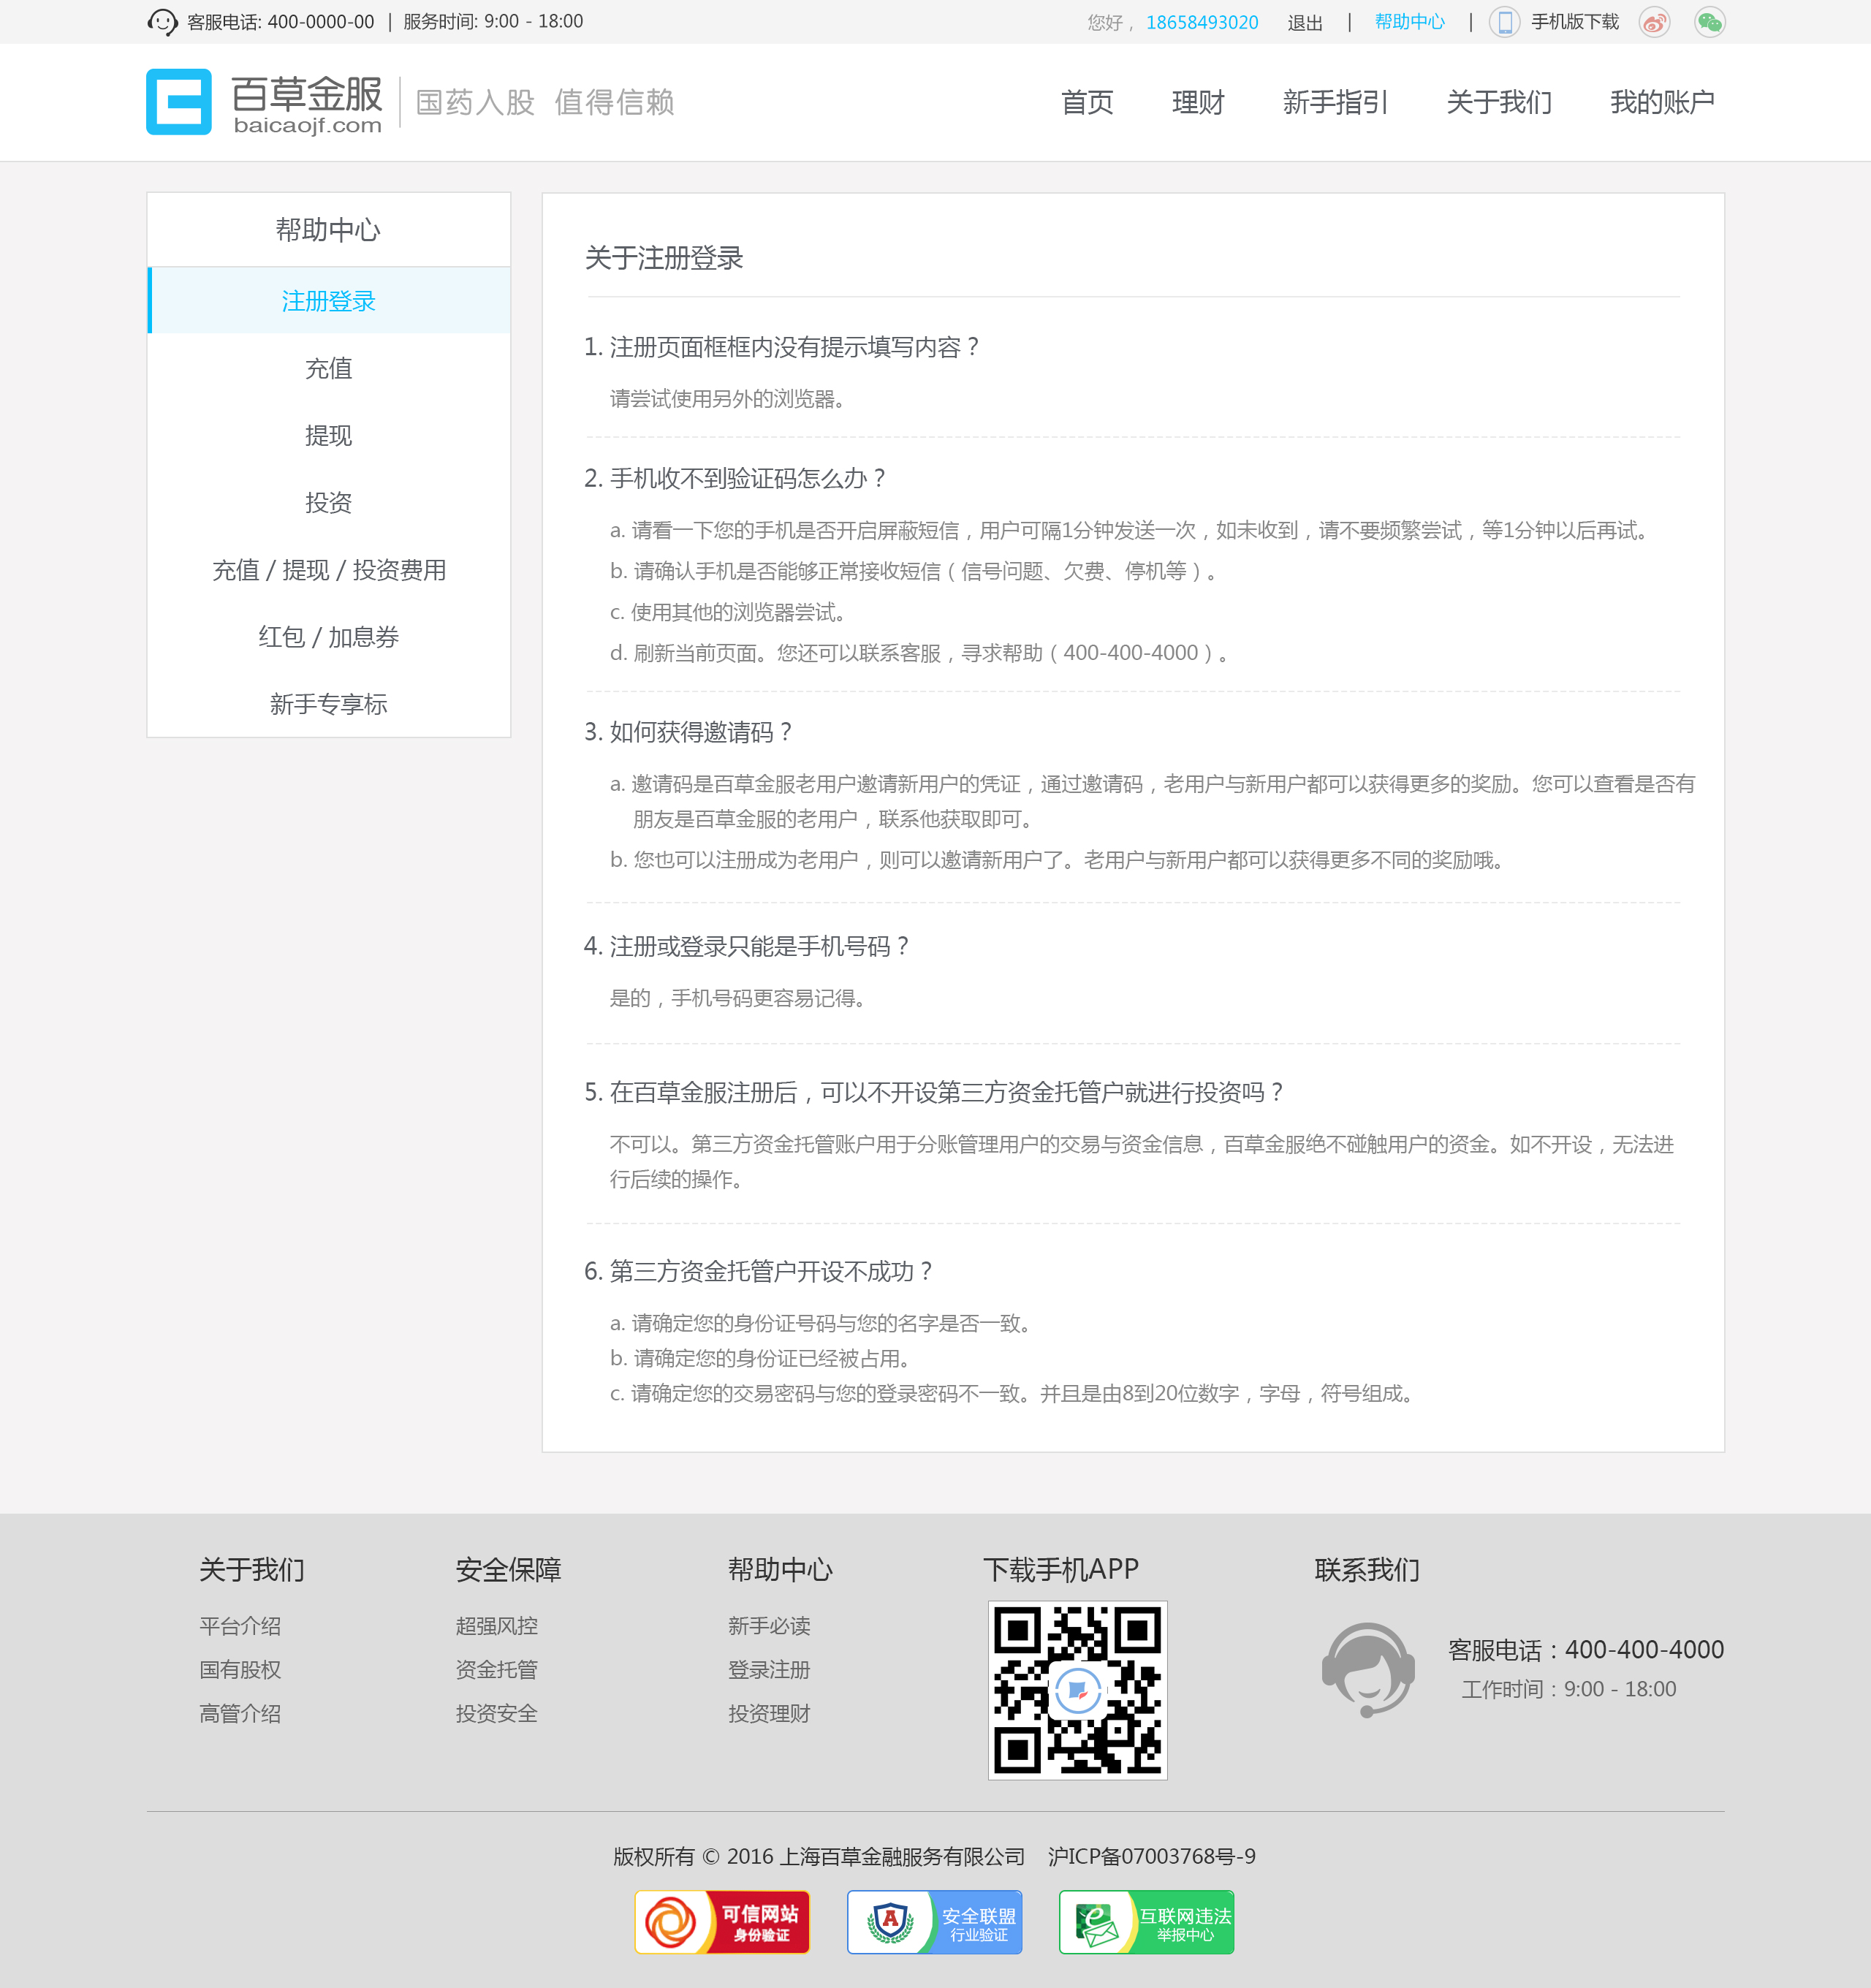 客服电话: 400-0000-00 | 服务时间: 9:00 - 18:00
您好， 18658493020 退出 | 帮助中心 | 手机版下载
百草金服
baicaojf.com
国药入股 值得信赖
首页 理财 新手指引 关于我们 我的账户
帮助中心
注册登录
充值
提现
投资
充值 / 提现 / 投资费用
红包 / 加息券
新手专享标
关于注册登录
1. 注册页面框框内没有提示填写内容？
请尝试使用另外的浏览器。
2. 手机收不到验证码怎么办？
a. 请看一下您的手机是否开启屏蔽短信，用户可隔1分钟发送一次，如未收到，请不要频繁尝试，等1分钟以后再试。
b. 请确认手机是否能够正常接收短信（信号问题、欠费、停机等）。
c. 使用其他的浏览器尝试。
d. 刷新当前页面。您还可以联系客服，寻求帮助（400-400-4000）。
3. 如何获得邀请码？
a. 邀请码是百草金服老用户邀请新用户的凭证，通过邀请码，老用户与新用户都可以获得更多的奖励。您可以查看是否有
朋友是百草金服的老用户，联系他获取即可。
b. 您也可以注册成为老用户，则可以邀请新用户了。老用户与新用户都可以获得更多不同的奖励哦。
4. 注册或登录只能是手机号码？
是的，手机号码更容易记得。
5. 在百草金服注册后，可以不开设第三方资金托管户就进行投资吗？
不可以。第三方资金托管账户用于分账管理用户的交易与资金信息，百草金服绝不碰触用户的资金。如不开设，无法进
行后续的操作。
6. 第三方资金托管户开设不成功？
a. 请确定您的身份证号码与您的名字是否一致。
b. 请确定您的身份证已经被占用。
c. 请确定您的交易密码与您的登录密码不一致。并且是由8到20位数字，字母，符号组成。
关于我们
平台介绍
国有股权
高管介绍
安全保障
超强风控
资金托管
投资安全
帮助中心
新手必读
登录注册
投资理财
下载手机APP
联系我们
客服电话：400-400-4000
工作时间：9:00 - 18:00
版权所有 © 2016 上海百草金融服务有限公司 沪ICP备07003768号-9
可信网站
身份验证
A
安全联盟
行业验证
e
互联网违法
举报中心